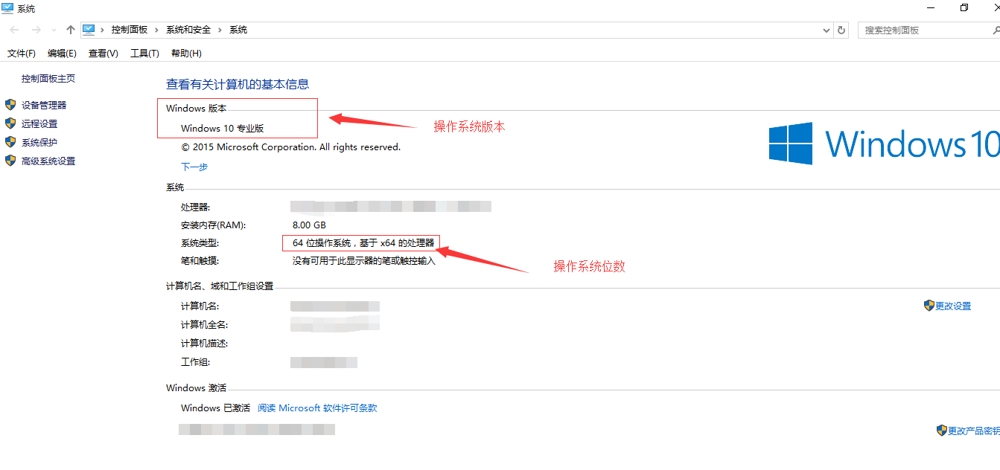 系统
控制面板 › 系统和安全 › 系统
搜索控制面板
文件(F) 编辑(E) 查看(V) 工具(T) 帮助(H)
控制面板主页
设备管理器
远程设置
系统保护
高级系统设置
查看有关计算机的基本信息
Windows 版本
Windows 10 专业版
操作系统版本
© 2015 Microsoft Corporation. All rights reserved.
下一步
Windows 10
系统
处理器:
安装内存(RAM): 8.00 GB
系统类型: 64 位操作系统，基于 x64 的处理器
笔和触摸: 没有可用于此显示器的笔或触控输入
操作系统位数
计算机名、域和工作组设置
计算机名:
更改设置
计算机全名:
计算机描述:
工作组:
Windows 激活
Windows 已激活 阅读 Microsoft 软件许可条款
更改产品密钥